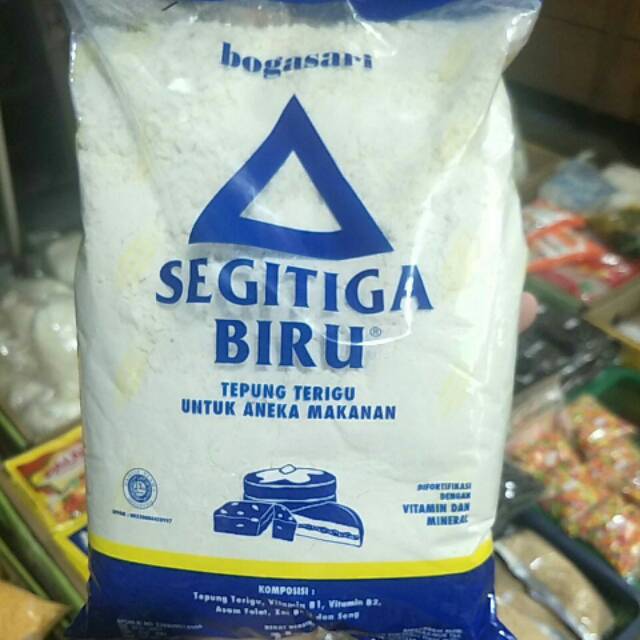 bogasari
SEGITIGA
BIRU®
TEPUNG TERIGU
UNTUK ANEKA MAKANAN
DIFORTIFIKASI
DENGAN
VITAMIN DAN
MINERAL
KOMPOSISI :
Tepung Terigu, Vitamin B1, Vitamin B2,
Asam Folat, dan Seng